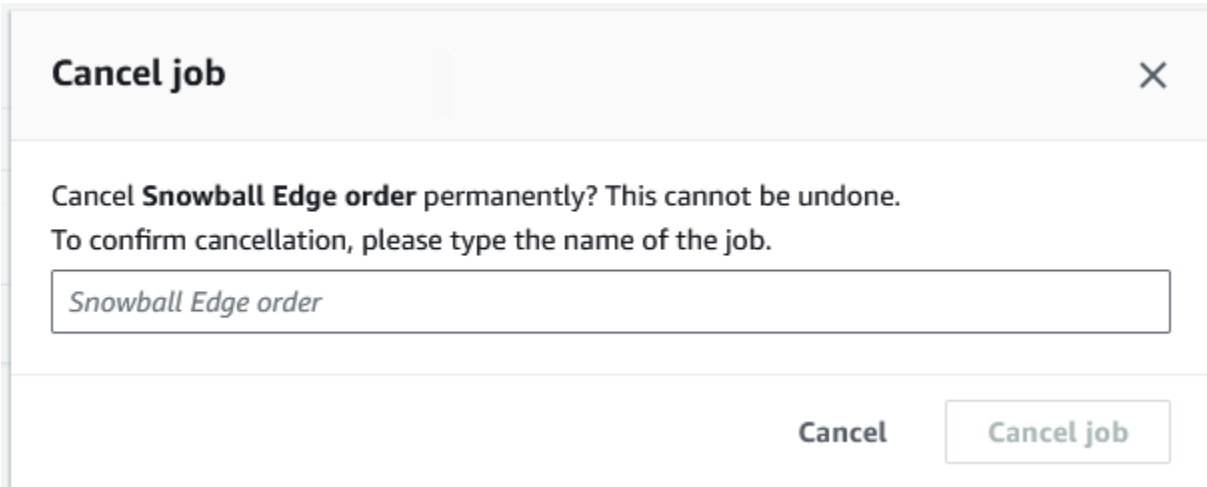 Cancel job
Cancel Snowball Edge order permanently? This cannot be undone.
To confirm cancellation, please type the name of the job.
Snowball Edge order
Cancel Cancel job